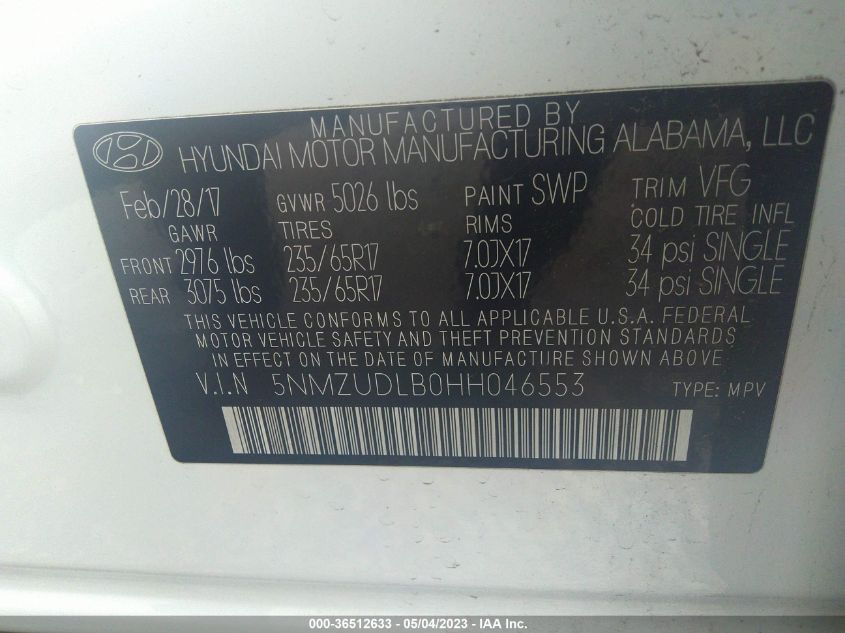 MANUFACTURED BY
HYUNDAI MOTOR MANUFACTURING ALABAMA, LLC
Feb/28/17 GVWR 5026 lbs PAINT SWP TRIM VFG
GAWR TIRES RIMS COLD TIRE INFL
FRONT 2976 lbs 235/65R17 7.0JX17 34 psi SINGLE
REAR 3075 lbs 235/65R17 7.0JX17 34 psi SINGLE
THIS VEHICLE CONFORMS TO ALL APPLICABLE U.S.A. FEDERAL
MOTOR VEHICLE SAFETY AND THEFT PREVENTION STANDARDS
IN EFFECT ON THE DATE OF MANUFACTURE SHOWN ABOVE
V.I.N 5NMZUDLB0HH046553 TYPE: MPV
000-36512633 - 05/04/2023 - IAA Inc.